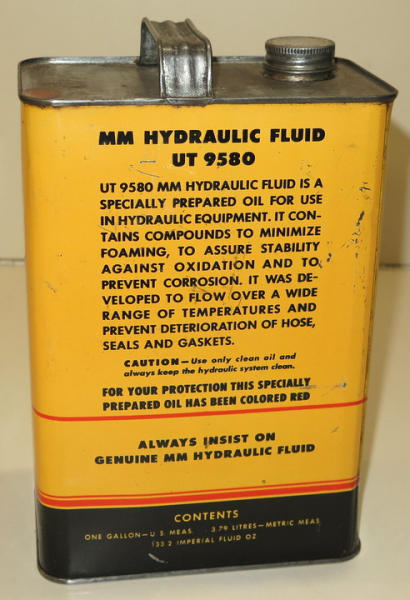 MM HYDRAULIC FLUID
UT 9580
UT 9580 MM HYDRAULIC FLUID IS A
SPECIALLY PREPARED OIL FOR USE
IN HYDRAULIC EQUIPMENT. IT CON-
TAINS COMPOUNDS TO MINIMIZE
FOAMING, TO ASSURE STABILITY
AGAINST OXIDATION AND TO
PREVENT CORROSION. IT WAS DE-
VELOPED TO FLOW OVER A WIDE
RANGE OF TEMPERATURES AND
PREVENT DETERIORATION OF HOSE,
SEALS AND GASKETS.
CAUTION—Use only clean oil and
always keep the hydraulic system clean.
FOR YOUR PROTECTION THIS SPECIALLY
PREPARED OIL HAS BEEN COLORED RED
ALWAYS INSIST ON
GENUINE MM HYDRAULIC FLUID
CONTENTS
ONE GALLON—U S MEAS. 3.79 LITRES—METRIC MEAS.
133 2 IMPERIAL FLUID OZ